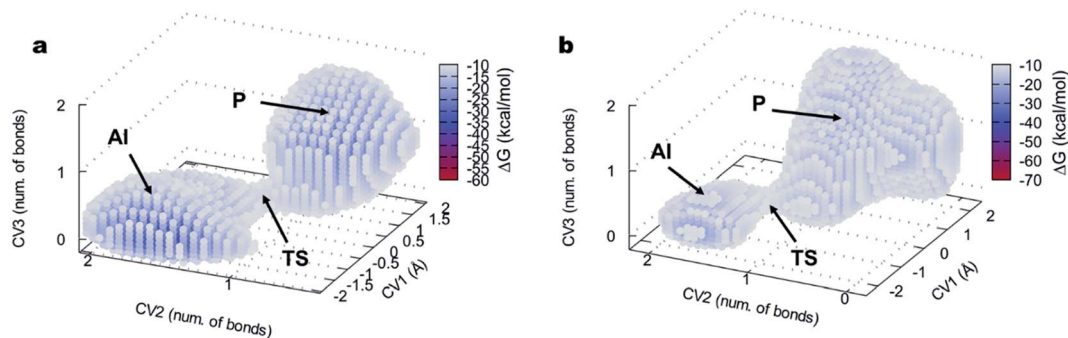 a
P
AI
TS
CV3 (num. of bonds)
2
1
0
2
1
CV2 (num. of bonds)
-2
-1.5
-1
-0.5
0
0.5
1
1.5
2
CV1 (Å)
-10
-15
-20
-25
-30
-35
-40
-45
-50
-55
-60
ΔG (kcal/mol)
b
P
AI
TS
CV3 (num. of bonds)
2
1
0
2
1
0
CV2 (num. of bonds)
-2
-1
0
1
2
CV1 (Å)
-10
-20
-30
-40
-50
-60
-70
ΔG (kcal/mol)